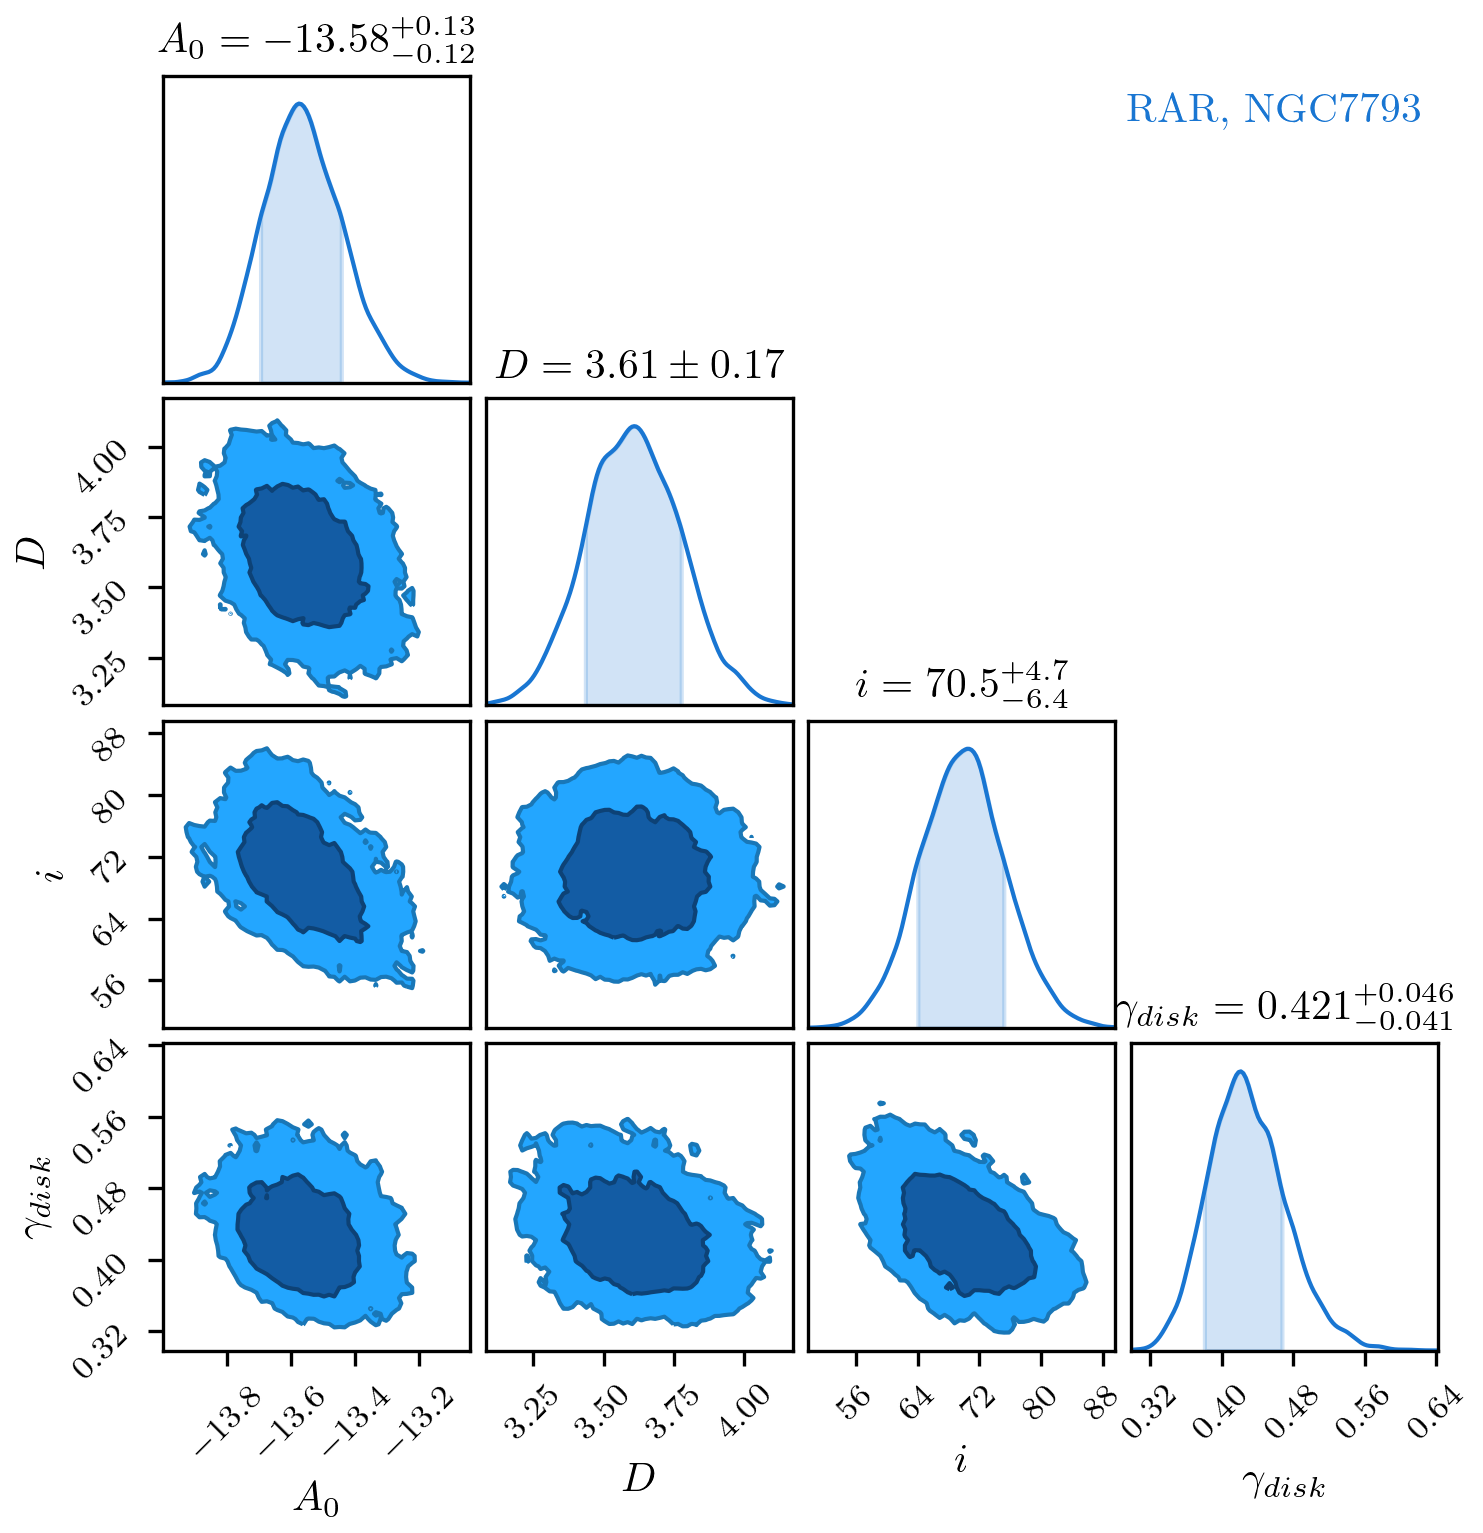 A₀ = −13.58⁺⁰·¹³₋₀.₁₂
RAR, NGC7793
D = 3.61 ± 0.17
D
4.00
3.75
3.50
3.25
i = 70.5⁺⁴·⁷₋₆.₄
i
88
80
72
64
56
γ_disk = 0.421⁺⁰·⁰⁴⁶₋₀.₀₄₁
γ_disk
0.64
0.56
0.48
0.40
0.32
−13.8 −13.6 −13.4 −13.2
3.25 3.50 3.75 4.00
56 64 72 80 88
0.32 0.40 0.48 0.56 0.64
A₀
D
i
γ_disk